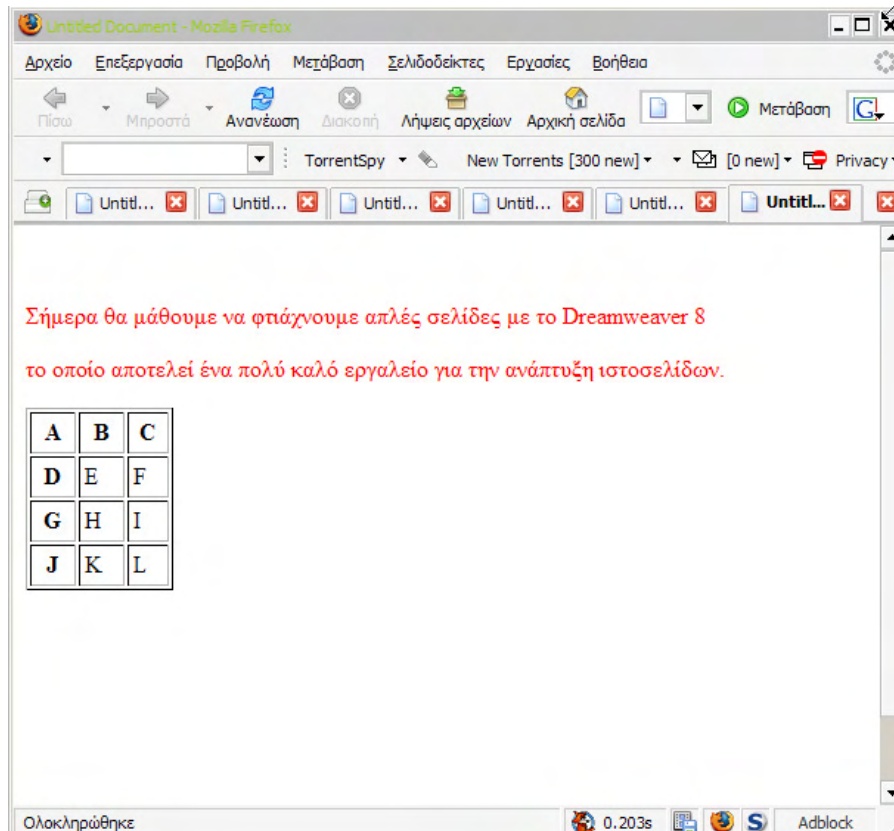 Untitled Document - Mozilla Firefox
Αρχείο Επεξεργασία Προβολή Μετάβαση Σελιδοδείκτες Εργασίες Βοήθεια
Πίσω Μπροστά Ανανέωση Διακοπή Λήψεις αρχείων Αρχική σελίδα Μετάβαση G
TorrentSpy New Torrents [300 new] [0 new] Privacy
Untitl... Untitl... Untitl... Untitl... Untitl... Untitl...
Σήμερα θα μάθουμε να φτιάχνουμε απλές σελίδες με το Dreamweaver 8
το οποίο αποτελεί ένα πολύ καλό εργαλείο για την ανάπτυξη ιστοσελίδων.
A B C
D E F
G H I
J K L
Ολοκληρώθηκε 0.203s S Adblock